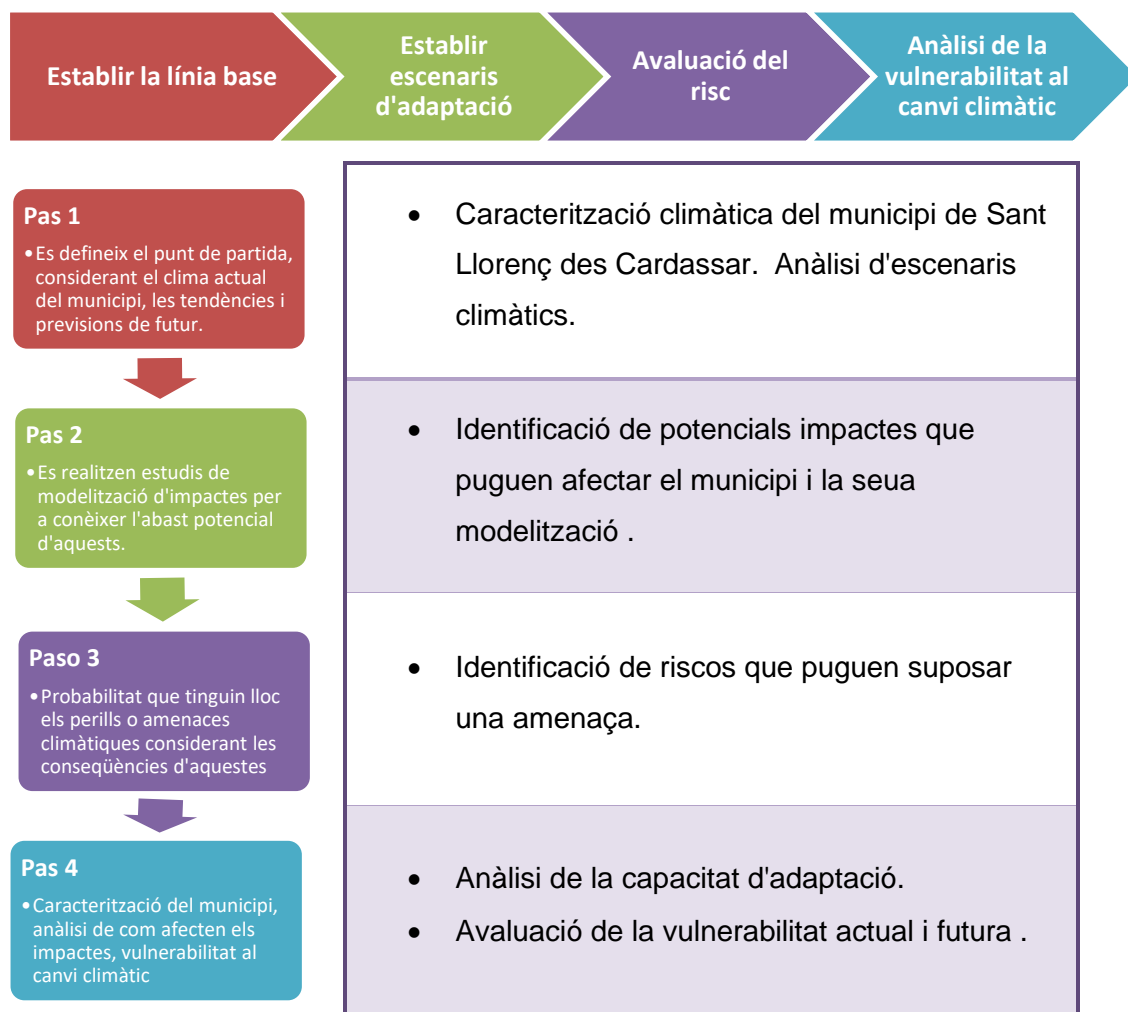 Establir la línia base
Establir
escenaris
d'adaptació
Avaluació del
risc
Anàlisi de la
vulnerabilitat al
canvi climàtic
Pas 1
•Es defineix el punt de partida,
considerant el clima actual
del municipi, les tendències i
previsions de futur.
• Caracterització climàtica del municipi de Sant
Llorenç des Cardassar. Anàlisi d'escenaris
climàtics.
Pas 2
•Es realitzen estudis de
modelització d'impactes per
a conèixer l'abast potencial
d'aquests.
• Identificació de potencials impactes que
puguen afectar el municipi i la seua
modelització .
Paso 3
•Probabilitat que tinguin lloc
els perills o amenaces
climàtiques considerant les
conseqüències d'aquestes
• Identificació de riscos que puguen suposar
una amenaça.
Pas 4
•Caracterització del municipi,
anàlisi de com afecten els
impactes, vulnerabilitat al
canvi climàtic
• Anàlisi de la capacitat d'adaptació.
• Avaluació de la vulnerabilitat actual i futura .